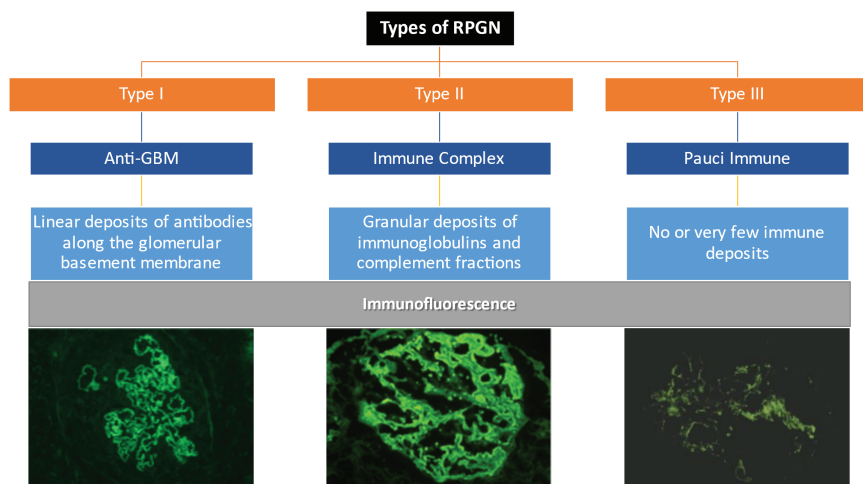 Types of RPGN
Type I
Type II
Type III
Anti-GBM
Immune Complex
Pauci Immune
Linear deposits of antibodies
along the glomerular
basement membrane
Granular deposits of
immunoglobulins and
complement fractions
No or very few immune
deposits
Immunofluorescence